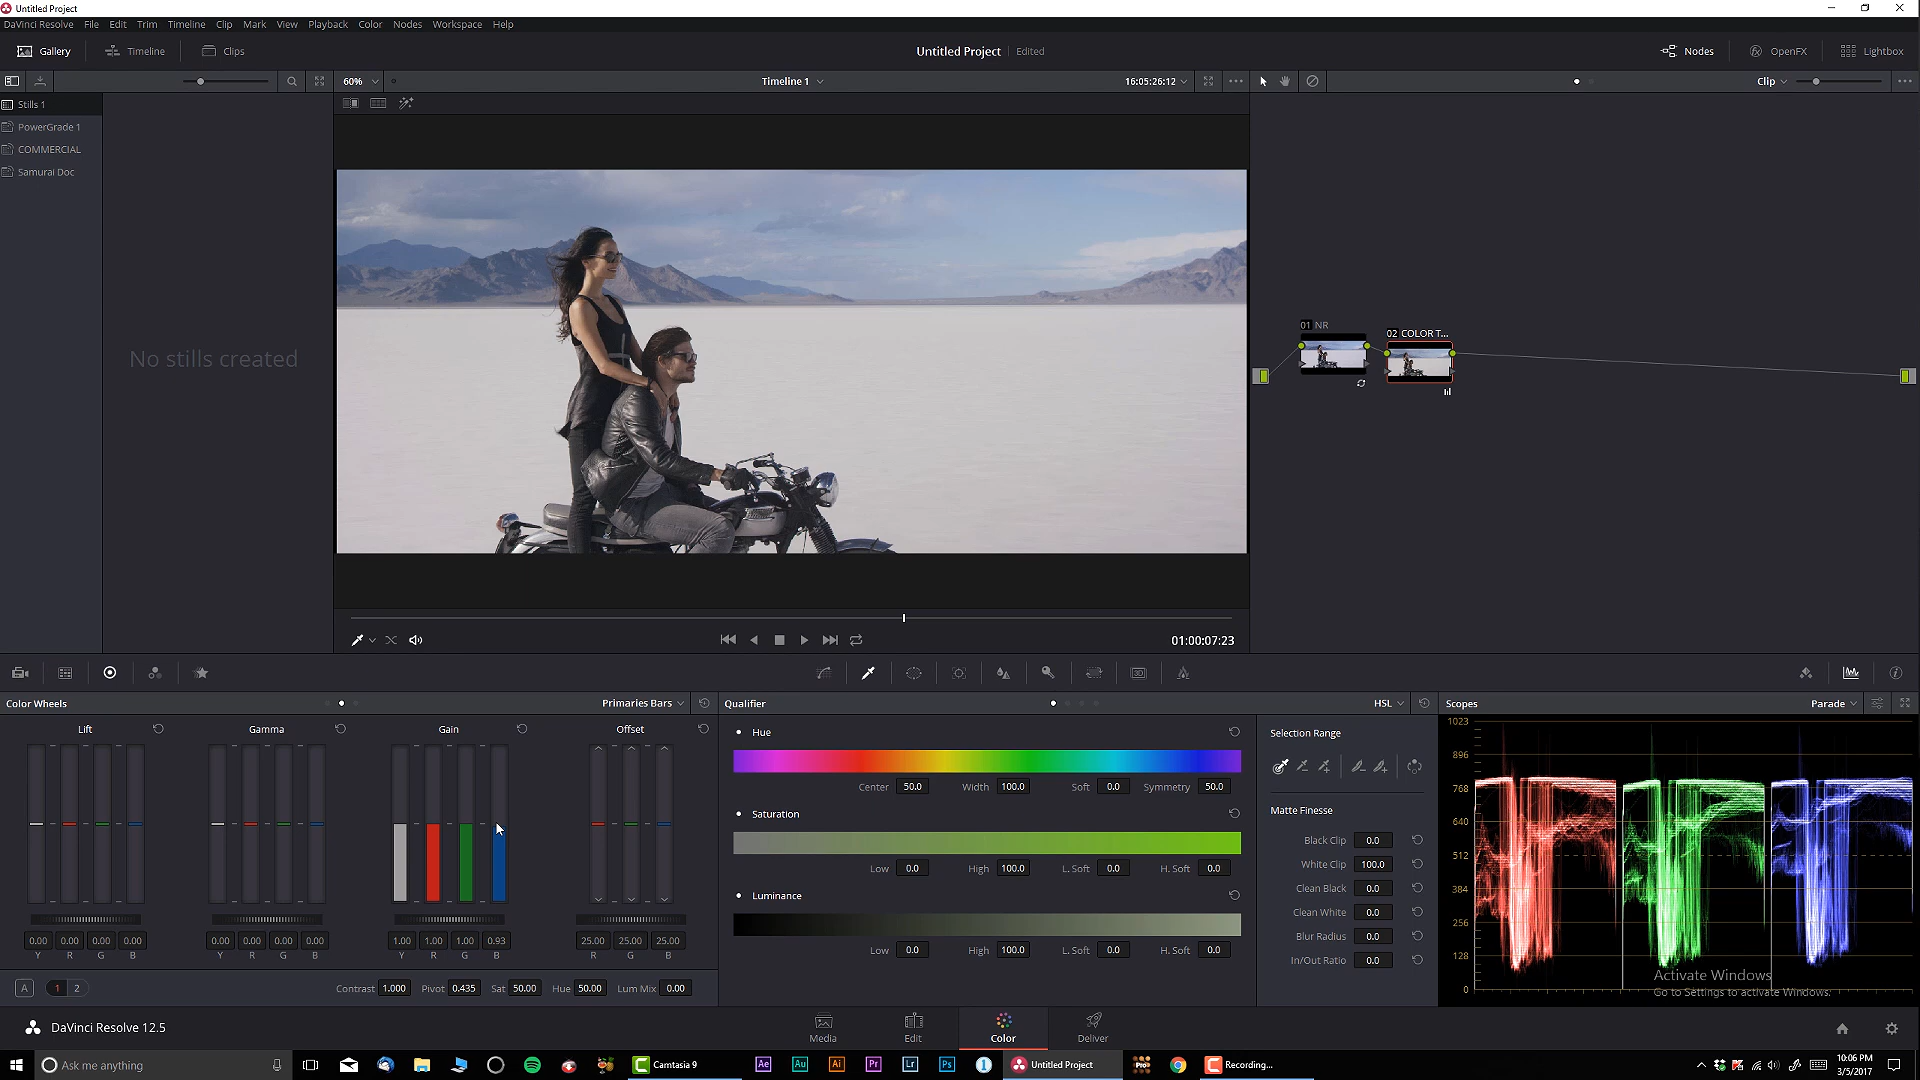 Untitled Project
DaVinci Resolve File Edit Trim Timeline Clip Mark View Playback Color Nodes Workspace Help
Gallery Timeline Clips Untitled Project Edited Nodes OpenFX Lightbox
60% Timeline 1 16:05:26:12 Clip
Stills 1
PowerGrade 1
COMMERCIAL
Samurai Doc
No stills created
01 NR
02 COLOR T...
01:00:07:23
Color Wheels Primaries Bars Qualifier HSL Scopes Parade
Lift Gamma Gain Offset
Hue
Center 50.0 Width 100.0 Soft 0.0 Symmetry 50.0
Saturation
Low 0.0 High 100.0 L. Soft 0.0 H. Soft 0.0
Luminance
Low 0.0 High 100.0 L. Soft 0.0 H. Soft 0.0
Selection Range
Matte Finesse
Black Clip 0.0
White Clip 100.0
Clean Black 0.0
Clean White 0.0
Blur Radius 0.0
In/Out Ratio 0.0
1023
896
768
640
512
384
256
128
0
0.00 0.00 0.00 0.00 0.00 0.00 0.00 0.00 1.00 1.00 1.00 0.93 25.00 25.00 25.00
Y R G B Y R G B Y R G B R G B
A 1 2 Contrast 1.000 Pivot 0.435 Sat 50.00 Hue 50.00 Lum Mix 0.00
Activate Windows
Go to Settings to activate Windows.
DaVinci Resolve 12.5 Media Edit Color Deliver
Ask me anything Camtasia 9 Ae Au Ai Pr Lr Ps Untitled Project Recording...
10:06 PM
3/5/2017